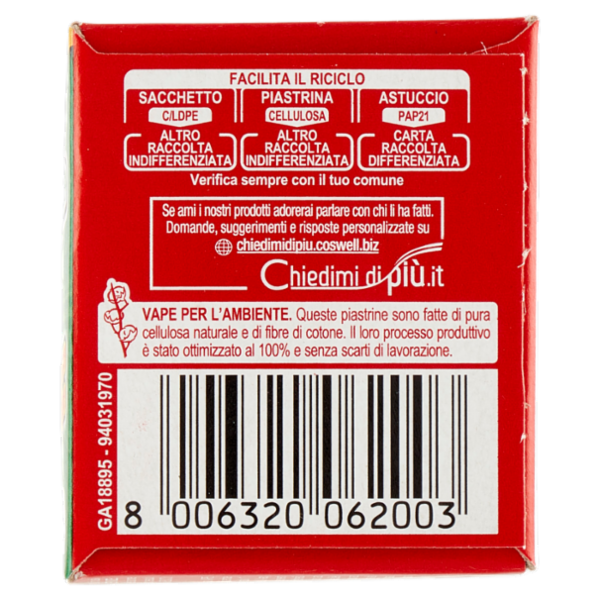 FACILITA IL RICICLO
SACCHETTO PIASTRINA ASTUCCIO
C/LDPE CELLULOSA PAP21
ALTRO ALTRO CARTA
RACCOLTA RACCOLTA RACCOLTA
INDIFFERENZIATA INDIFFERENZIATA DIFFERENZIATA
Verifica sempre con il tuo comune
Se ami i nostri prodotti adorerai parlare con chi li ha fatti.
Domande, suggerimenti e risposte personalizzate su
chiedimidipiu.coswell.biz
Chiedimi di più.it
VAPE PER L'AMBIENTE. Queste piastrine sono fatte di pura
cellulosa naturale e di fibre di cotone. Il loro processo produttivo
è stato ottimizzato al 100% e senza scarti di lavorazione.
GA18895 - 94031970
8 006320 062003